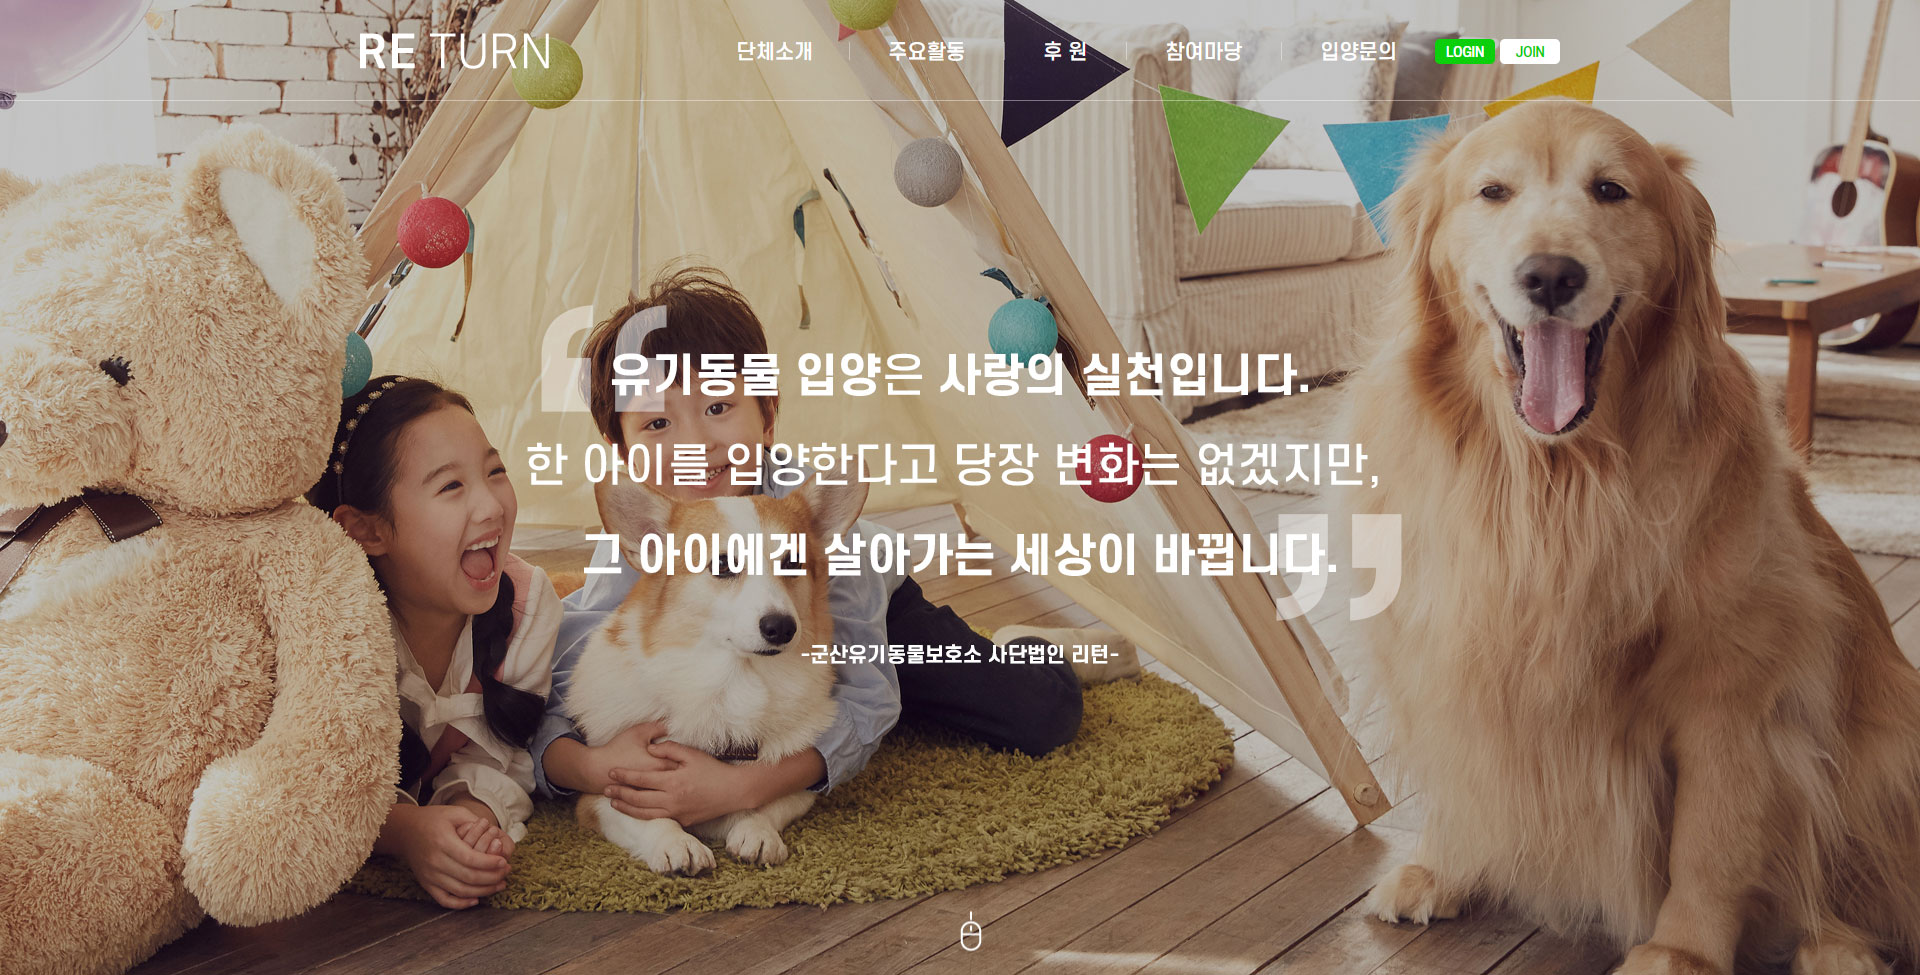 RE TURN
단체소개 주요활동 후 원 참여마당 입양문의 LOGIN JOIN
“
유기동물 입양은 사랑의 실천입니다.
한 아이를 입양한다고 당장 변화는 없겠지만,
그 아이에겐 살아가는 세상이 바뀝니다.
”
-군산유기동물보호소 사단법인 리턴-